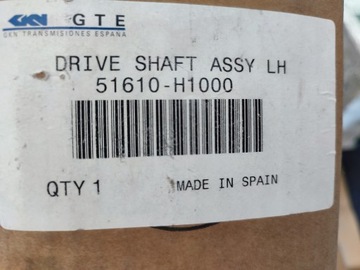 GKN GTE
GKN TRANSMISIONES ESPAÑA
DRIVE SHAFT ASSY LH
51610-H1000
QTY 1 MADE IN SPAIN